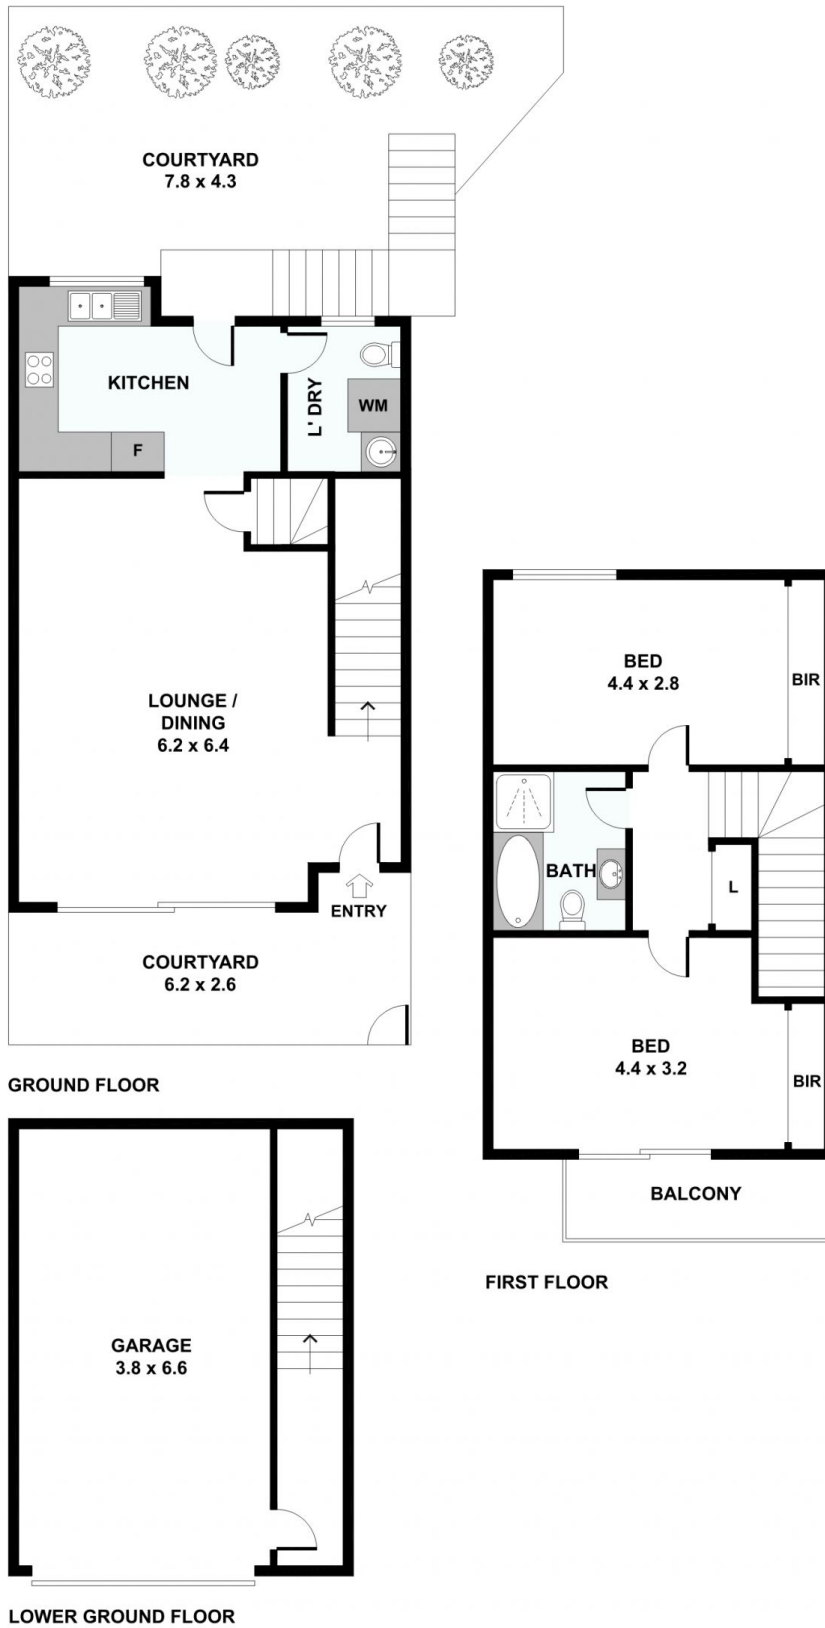 COURTYARD
7.8 x 4.3
KITCHEN
L' DRY
WM
F
LOUNGE /
DINING
6.2 x 6.4
ENTRY
COURTYARD
6.2 x 2.6
GROUND FLOOR
BED
4.4 x 2.8
BIR
BATH
L
BED
4.4 x 3.2
BIR
BALCONY
FIRST FLOOR
GARAGE
3.8 x 6.6
LOWER GROUND FLOOR